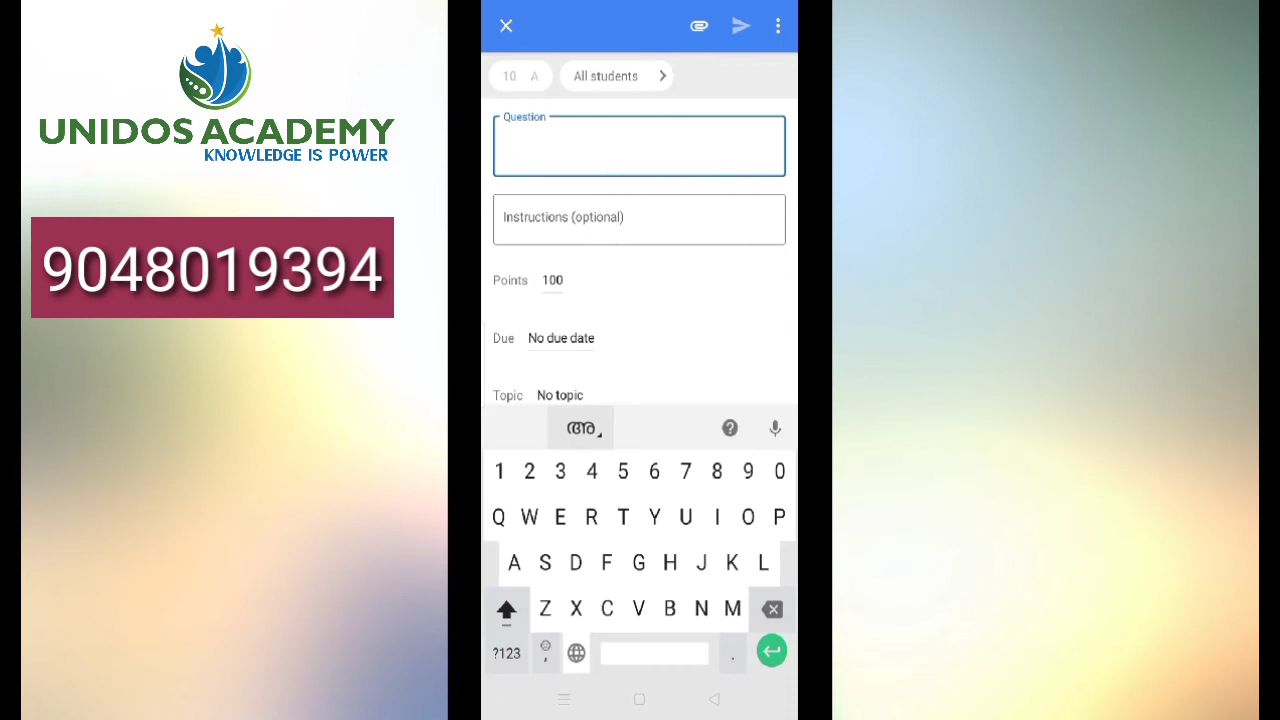 UNIDOS ACADEMY
KNOWLEDGE IS POWER
9048019394
10 A
All students
Question
Instructions (optional)
Points 100
Due No due date
Topic No topic
അ
1 2 3 4 5 6 7 8 9 0
Q W E R T Y U I O P
A S D F G H J K L
Z X C V B N M
?123 , .